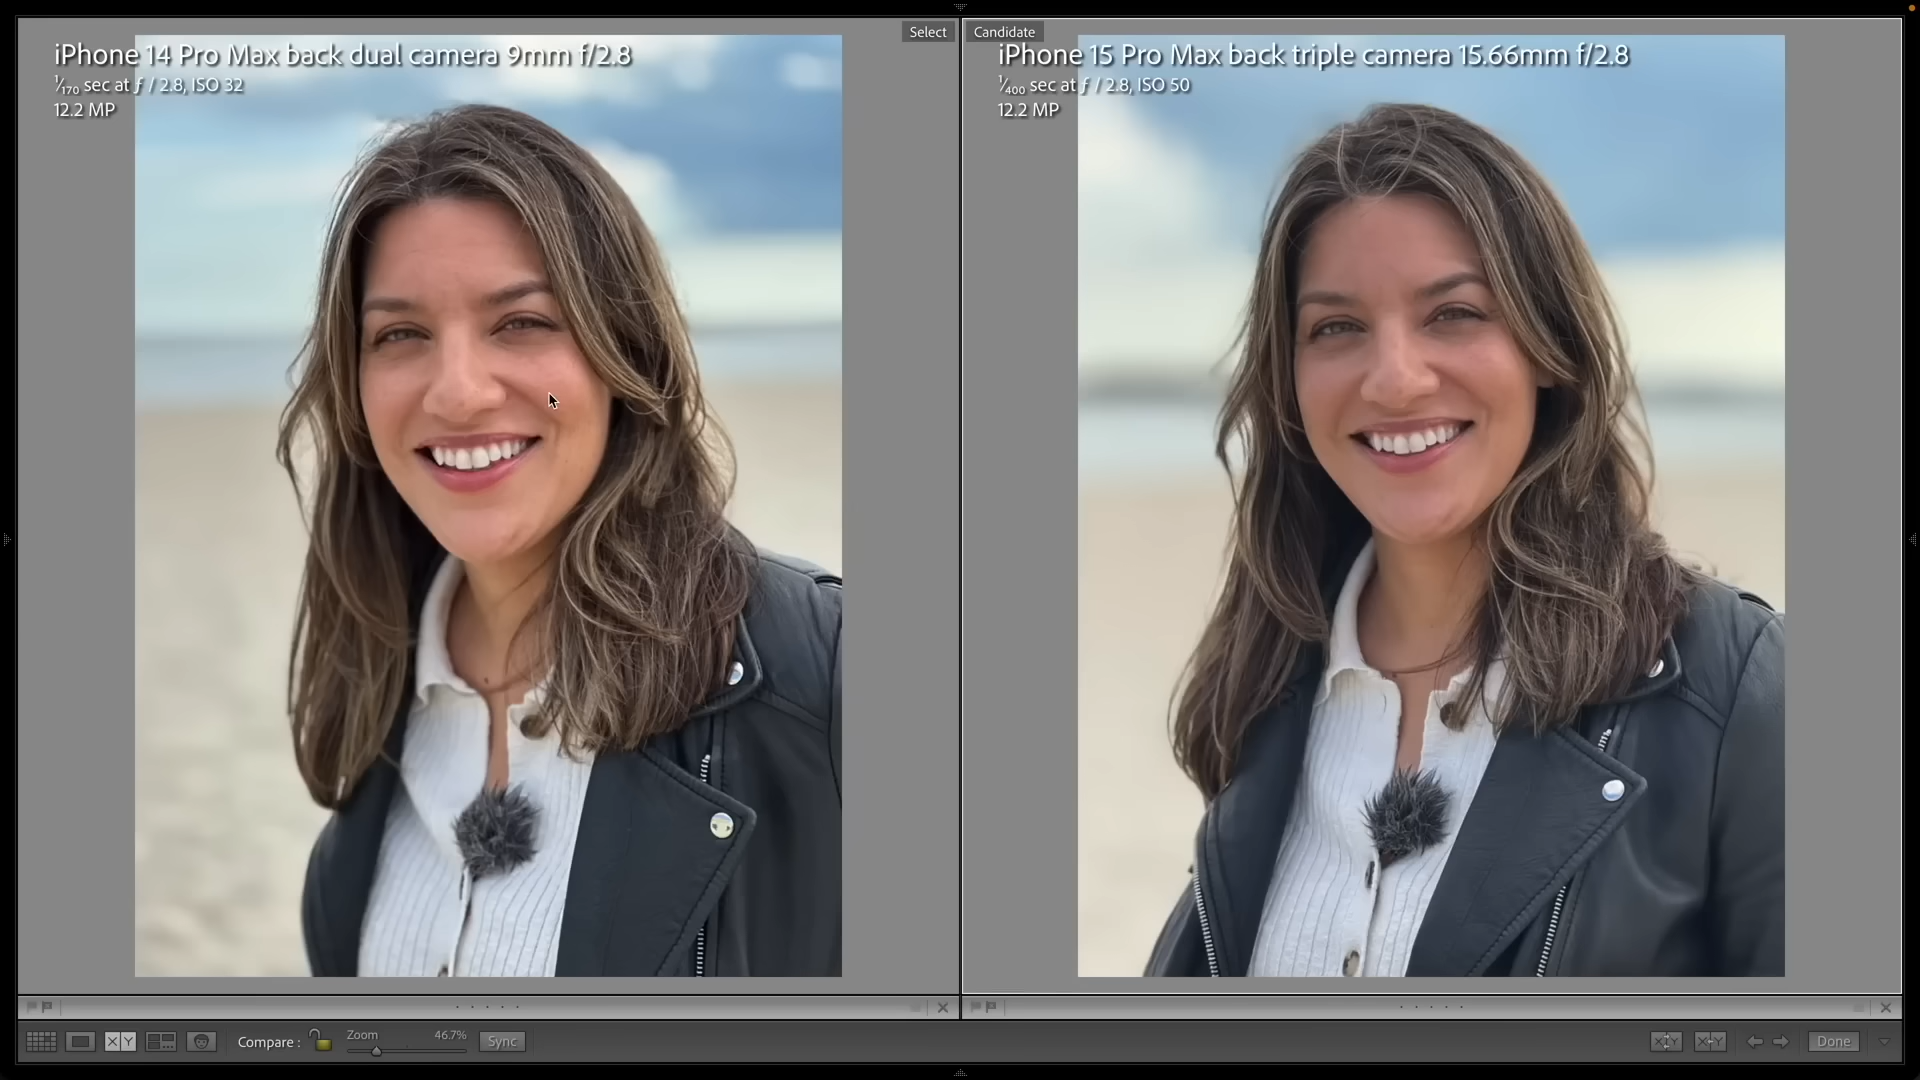 Select
iPhone 14 Pro Max back dual camera 9mm f/2.8
1/170 sec at ƒ / 2.8, ISO 32
12.2 MP
Candidate
iPhone 15 Pro Max back triple camera 15.66mm f/2.8
1/400 sec at ƒ / 2.8, ISO 50
12.2 MP
X Y
Compare :
Zoom 46.7%
Sync
Done